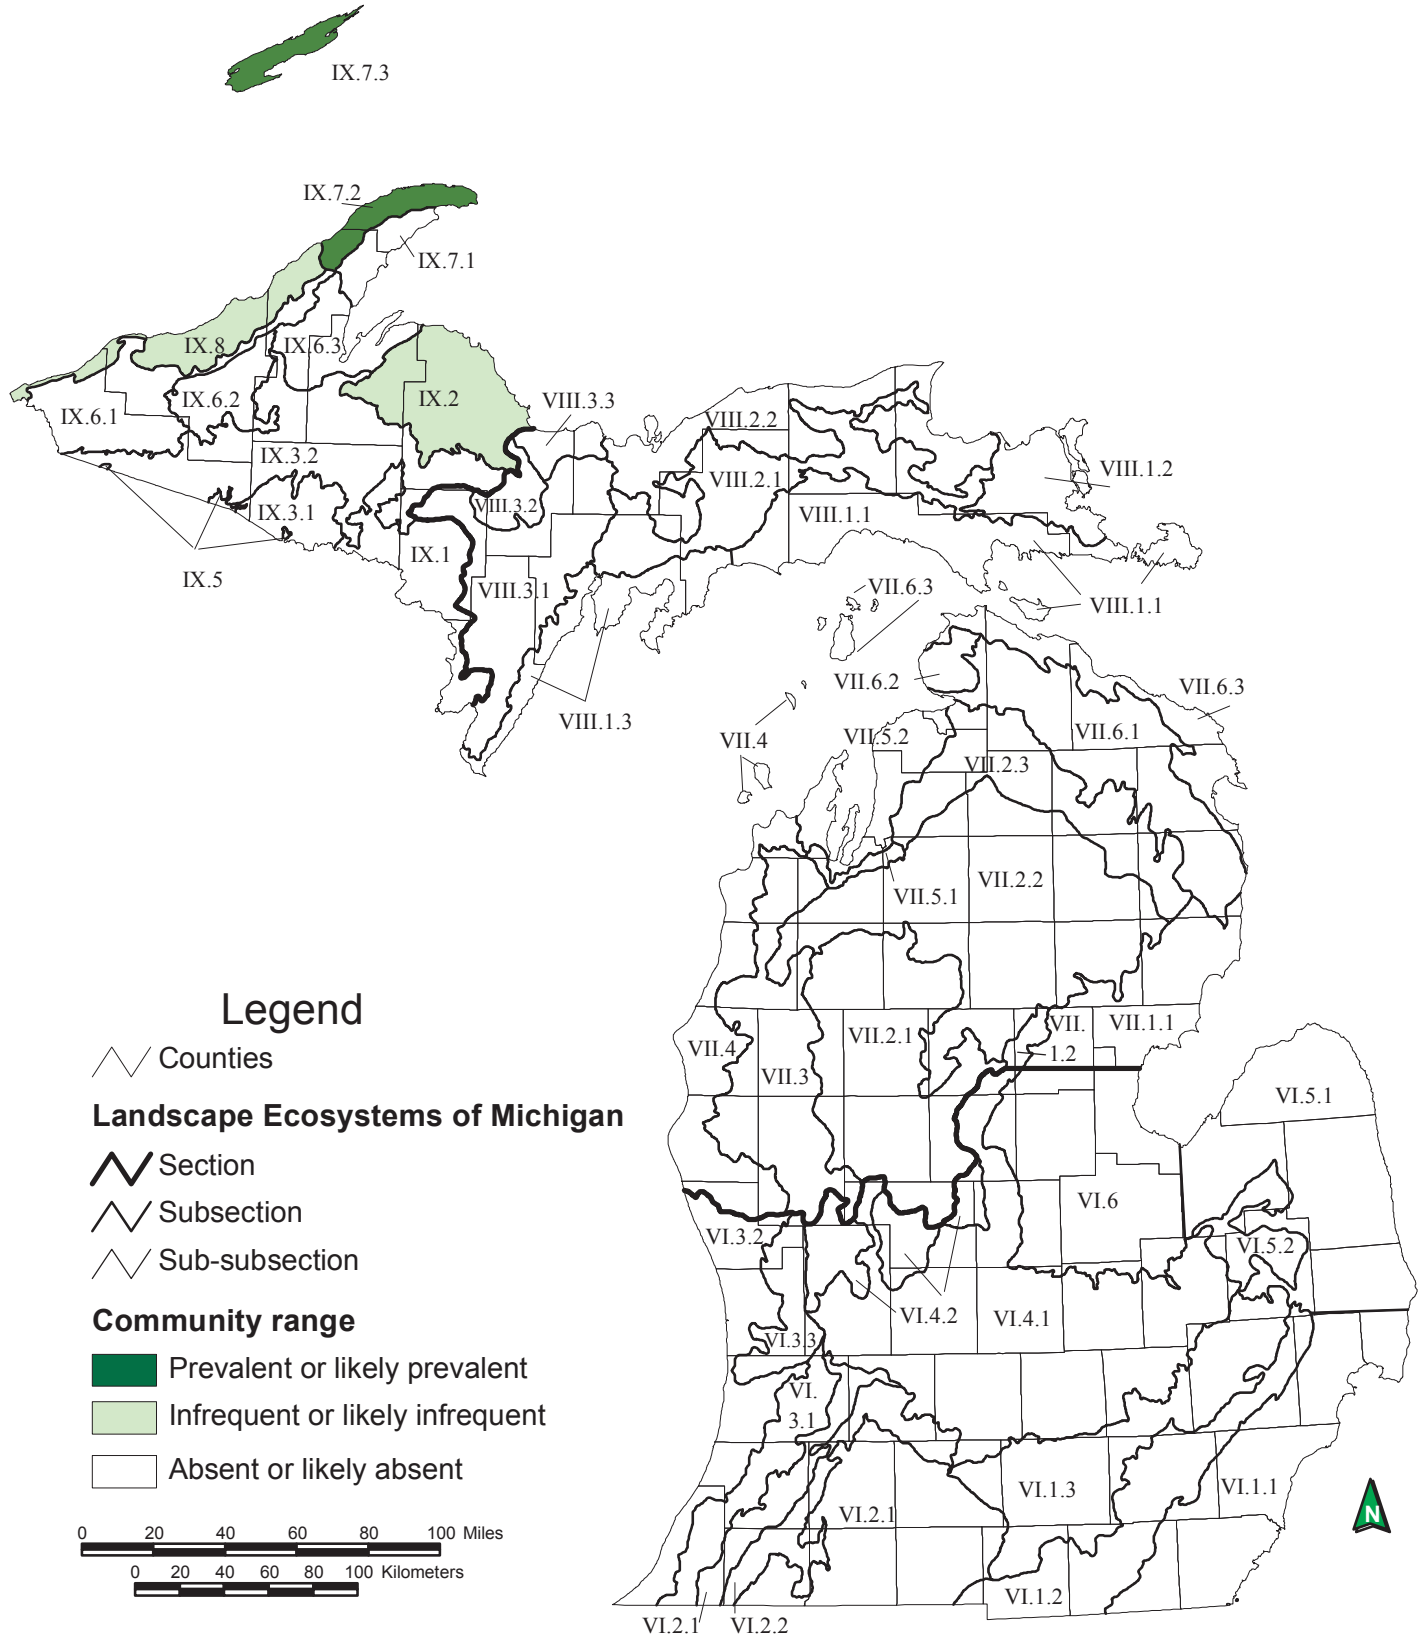 IX.7.3
IX.7.2
IX.7.1
IX.8
IX.6.3
IX.6.1
IX.6.2
IX.2
VIII.3.3
VIII.2.2
IX.3.2
VIII.2.1
VIII.1.2
IX.3.1
VIII.3.2
VIII.1.1
IX.1
IX.5
VIII.3.1
VII.6.3
VIII.1.1
VII.6.2
VII.6.3
VIII.1.3
VII.4
VII.5.2
VII.6.1
VII.2.3
VII.5.1
VII.2.2
Legend
Counties
Landscape Ecosystems of Michigan
Section
Subsection
Sub-subsection
Community range
Prevalent or likely prevalent
Infrequent or likely infrequent
Absent or likely absent
0 20 40 60 80 100 Miles
0 20 40 60 80 100 Kilometers
VII.4
VII.3
VII.2.1
VII.
1.2
VII.1.1
VI.5.1
VI.6
VI.3.2
VI.5.2
VI.4.2
VI.4.1
VI.3.3
VI.
3.1
VI.2.1
VI.1.3
VI.1.1
N
VI.1.2
VI.2.1
VI.2.2